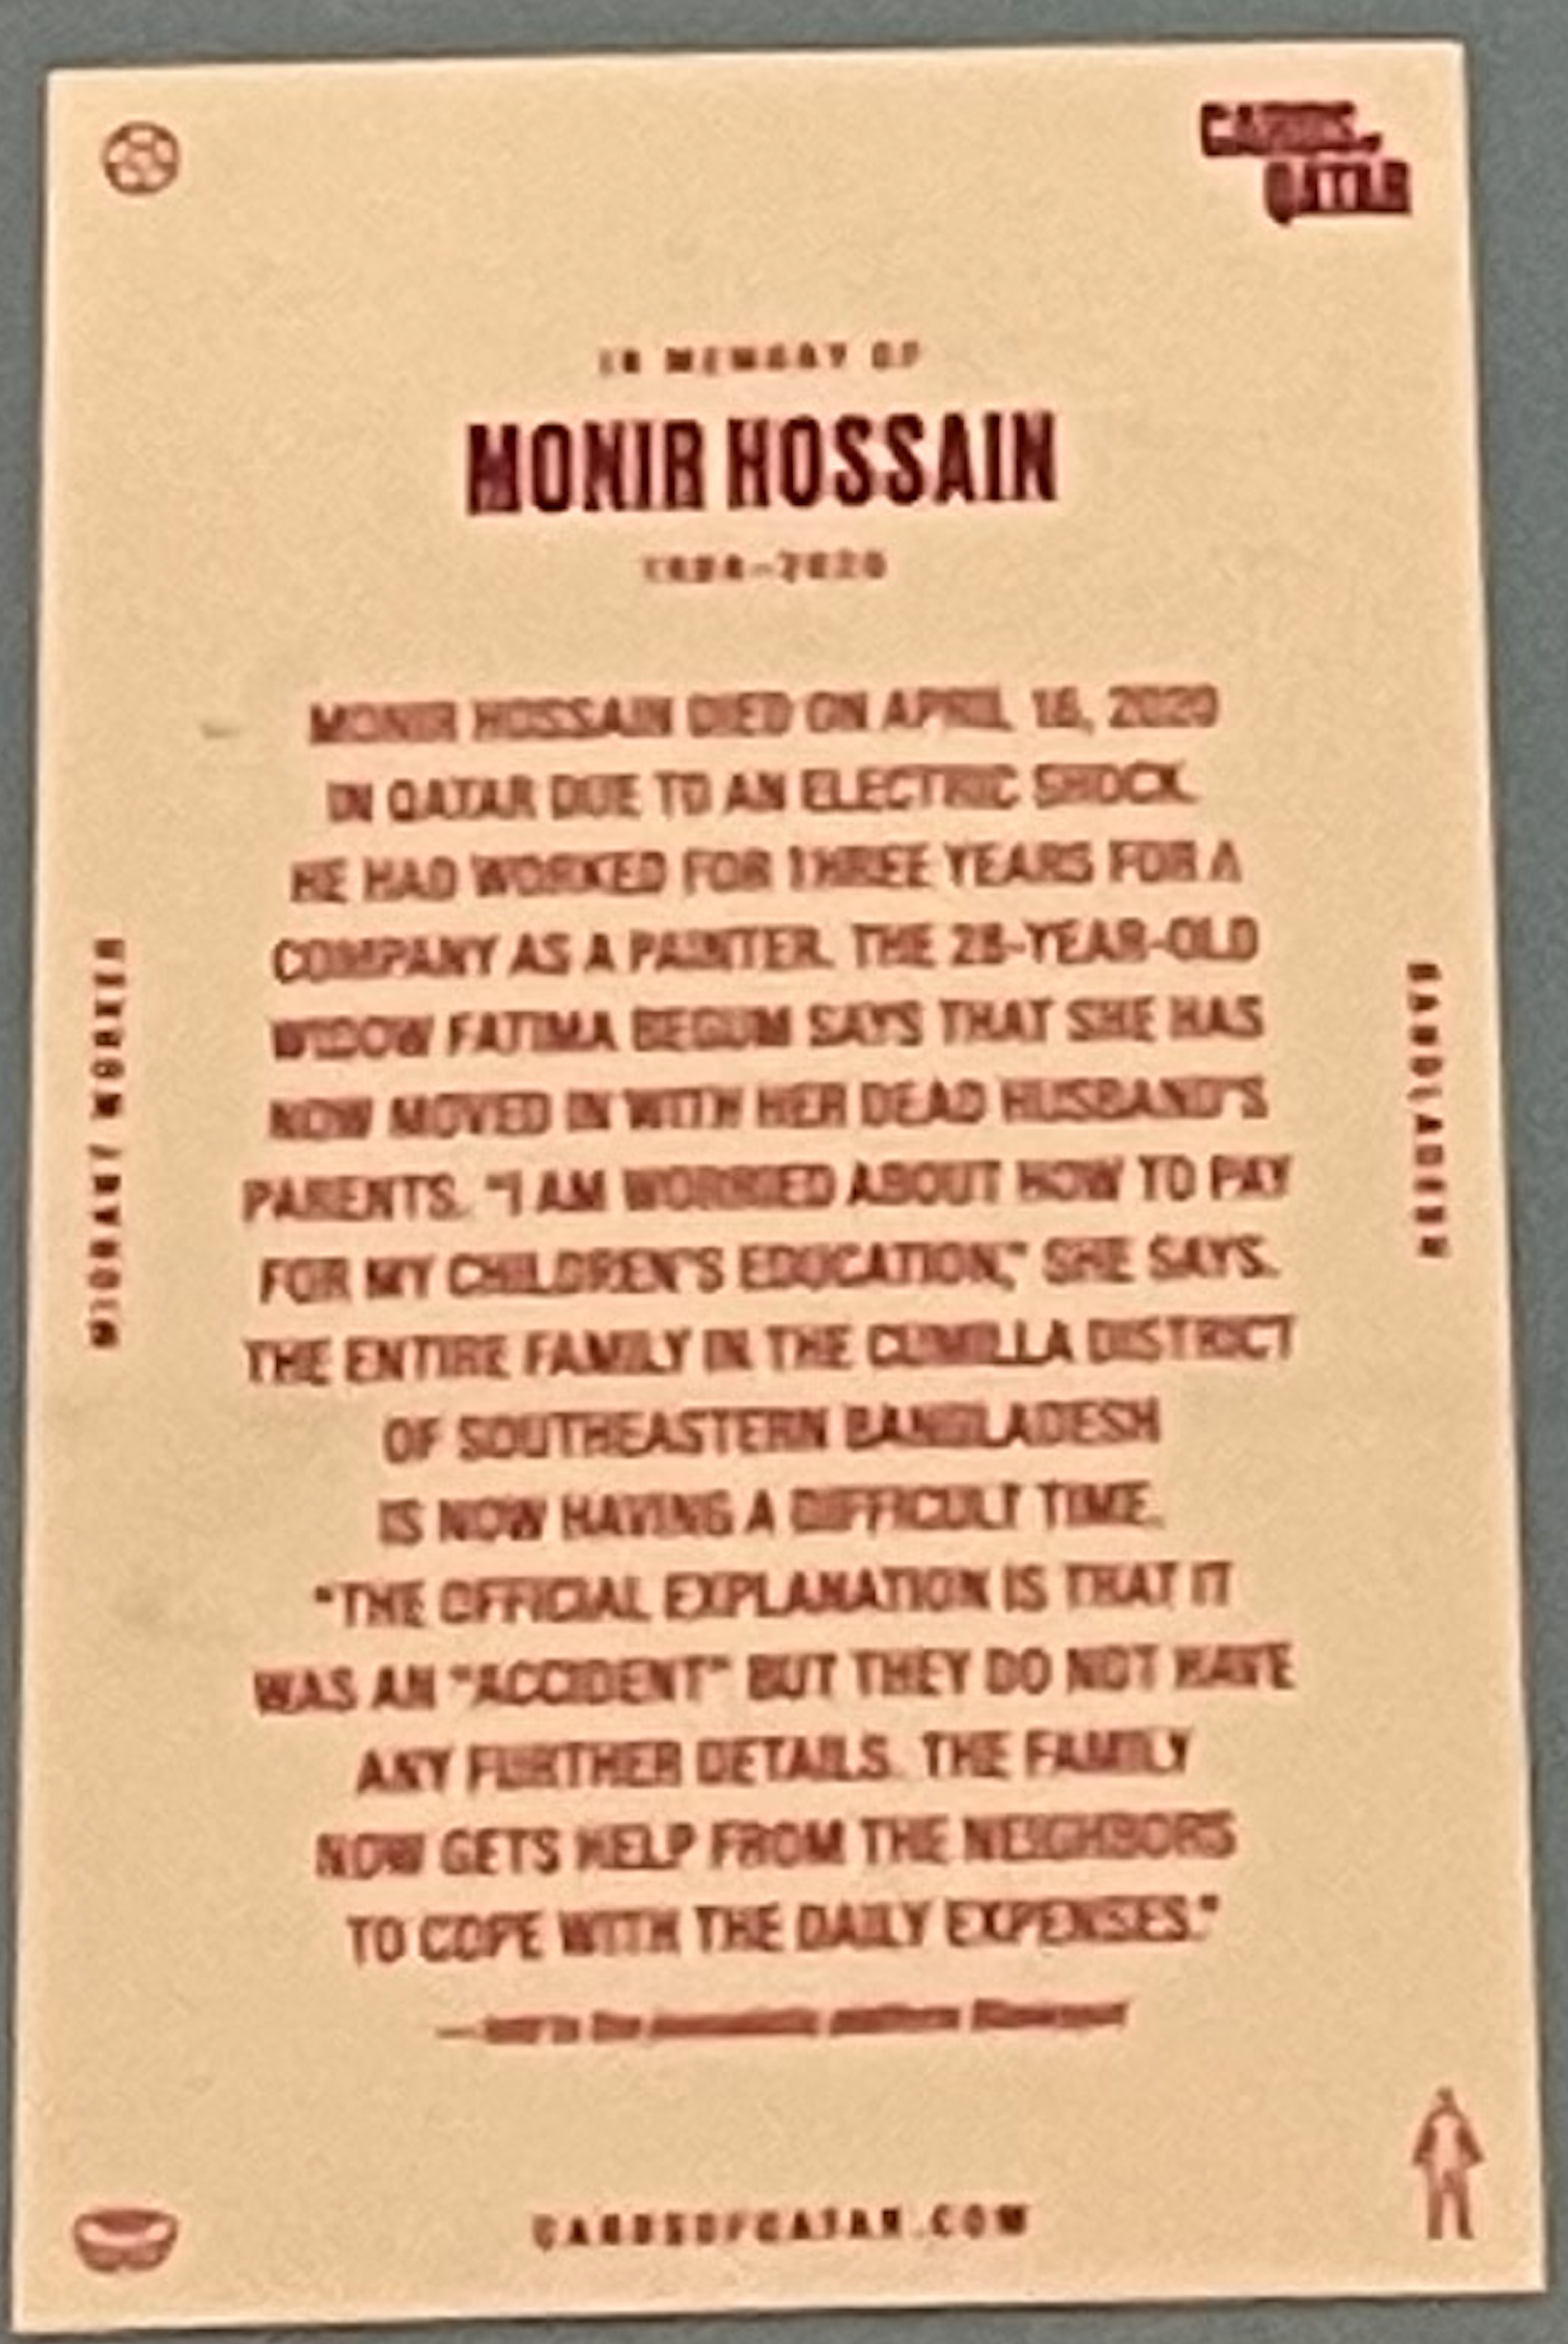 CARDS OF
QATAR
IN MEMORY OF
MONIR HOSSAIN
MONIR HOSSAIN DIED ON APRIL 16, 2020
IN QATAR DUE TO AN ELECTRIC SHOCK.
HE HAD WORKED FOR THREE YEARS FOR A
COMPANY AS A PAINTER. THE 28-YEAR-OLD
WIDOW FATIMA BEGUM SAYS THAT SHE HAS
NOW MOVED IN WITH HER DEAD HUSBAND'S
PARENTS. "I AM WORRIED ABOUT HOW TO PAY
FOR MY CHILDREN'S EDUCATION," SHE SAYS.
THE ENTIRE FAMILY IN THE CUMILLA DISTRICT
OF SOUTHEASTERN BANGLADESH
IS NOW HAVING A DIFFICULT TIME.
"THE OFFICIAL EXPLANATION IS THAT IT
WAS AN "ACCIDENT" BUT THEY DO NOT HAVE
ANY FURTHER DETAILS. THE FAMILY
NOW GETS HELP FROM THE NEIGHBORS
TO COPE WITH THE DAILY EXPENSES."
MIGRANT WORKER
BANGLADESH
CARDSOFQATAR.COM